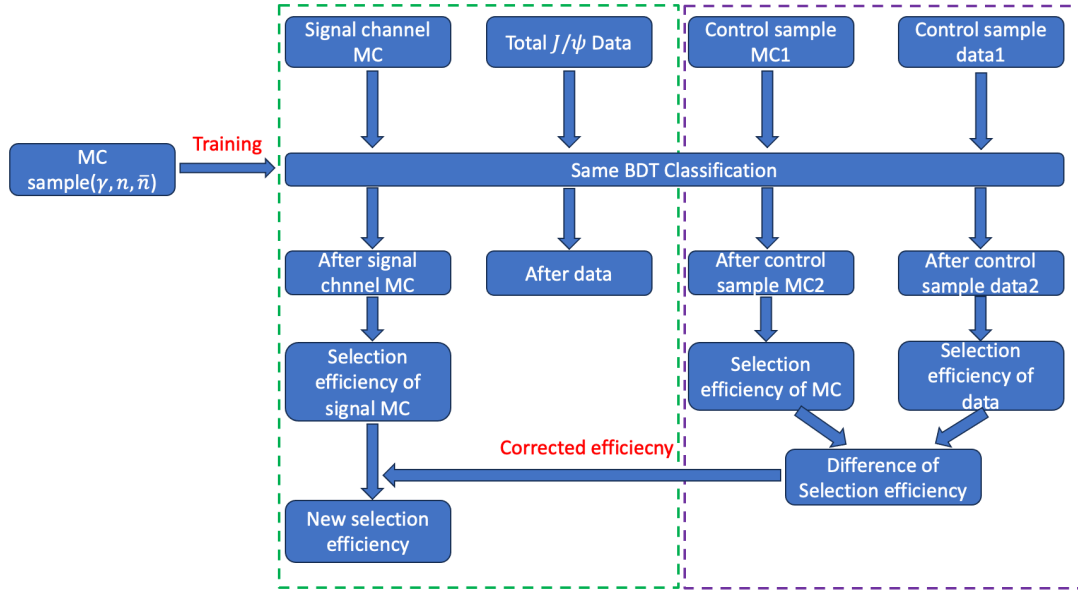 Signal channel
MC
Total J/ψ Data
Control sample
MC1
Control sample
data1
Training
MC
sample(γ, n, n̄)
Same BDT Classification
After signal
chnnel MC
After data
After control
sample MC2
After control
sample data2
Selection
efficiency of
signal MC
Selection
efficiency of MC
Selection
efficiency of
data
Corrected efficiecny
Difference of
Selection efficiency
New selection
efficiency